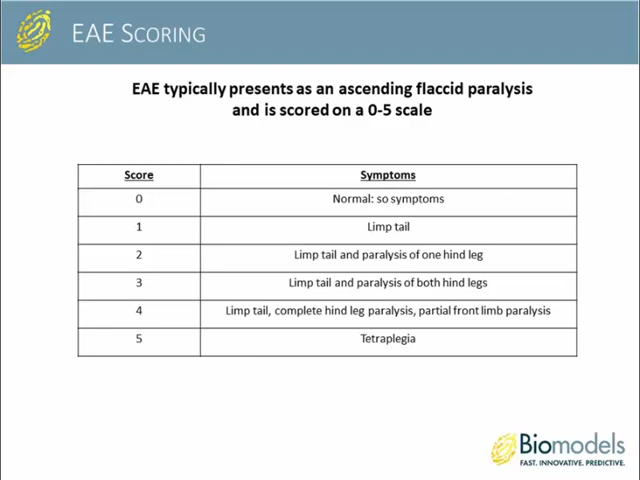 EAE SCORING
EAE typically presents as an ascending flaccid paralysis
and is scored on a 0-5 scale
Score Symptoms
0 Normal: so symptoms
1 Limp tail
2 Limp tail and paralysis of one hind leg
3 Limp tail and paralysis of both hind legs
4 Limp tail, complete hind leg paralysis, partial front limb paralysis
5 Tetraplegia
Biomodels
FAST. INNOVATIVE. PREDICTIVE.